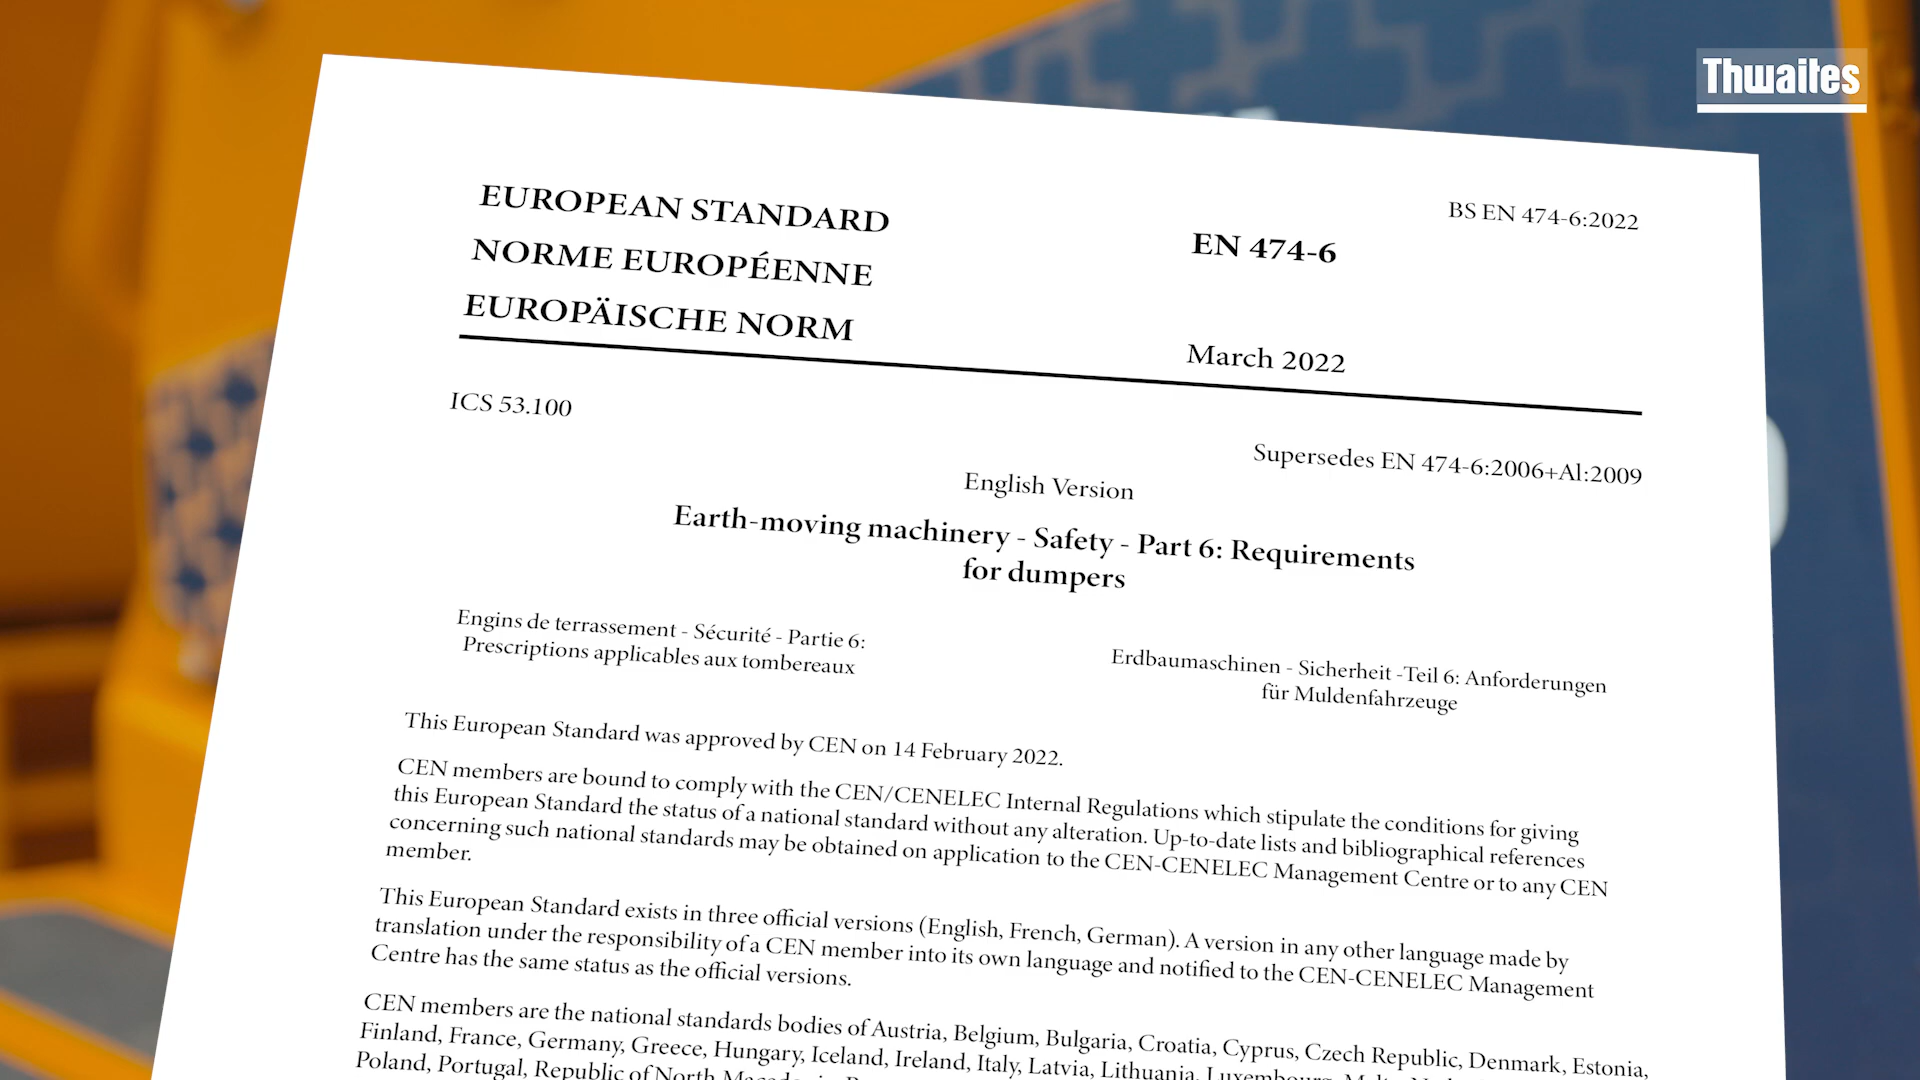 Thwaites
BS EN 474-6:2022
EUROPEAN STANDARD
NORME EUROPÉENNE
EUROPÄISCHE NORM
EN 474-6
March 2022
ICS 53.100
Supersedes EN 474-6:2006+Al:2009
English Version
Earth-moving machinery - Safety - Part 6: Requirements
for dumpers
Engins de terrassement - Sécurité - Partie 6:
Prescriptions applicables aux tombereaux
Erdbaumaschinen - Sicherheit -Teil 6: Anforderungen
für Muldenfahrzeuge
This European Standard was approved by CEN on 14 February 2022.
CEN members are bound to comply with the CEN/CENELEC Internal Regulations which stipulate the conditions for giving
this European Standard the status of a national standard without any alteration. Up-to-date lists and bibliographical references
concerning such national standards may be obtained on application to the CEN-CENELEC Management Centre or to any CEN
member.
This European Standard exists in three official versions (English, French, German). A version in any other language made by
translation under the responsibility of a CEN member into its own language and notified to the CEN-CENELEC Management
Centre has the same status as the official versions.
CEN members are the national standards bodies of Austria, Belgium, Bulgaria, Croatia, Cyprus, Czech Republic, Denmark, Estonia,
Finland, France, Germany, Greece, Hungary, Iceland, Ireland, Italy, Latvia, Lithuania, Luxembourg,
Poland, Portugal, Republic of North